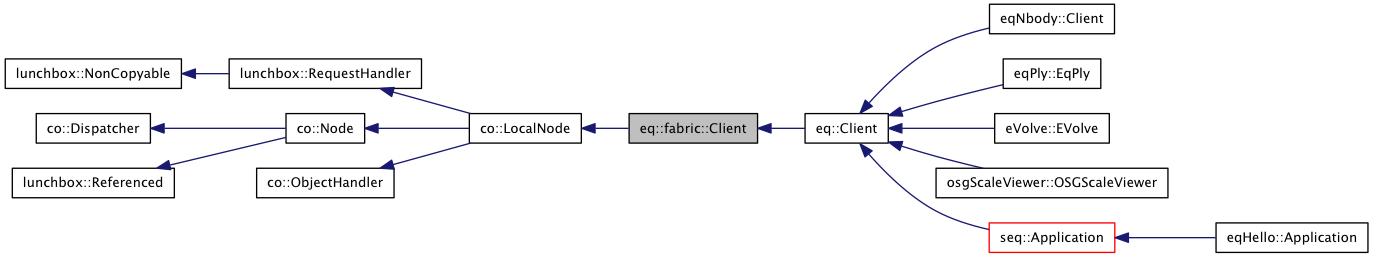 eqNbody::Client
lunchbox::NonCopyable
lunchbox::RequestHandler
eqPly::EqPly
co::Dispatcher
co::Node
co::LocalNode
eq::fabric::Client
eq::Client
eVolve::EVolve
lunchbox::Referenced
co::ObjectHandler
osgScaleViewer::OSGScaleViewer
seq::Application
eqHello::Application